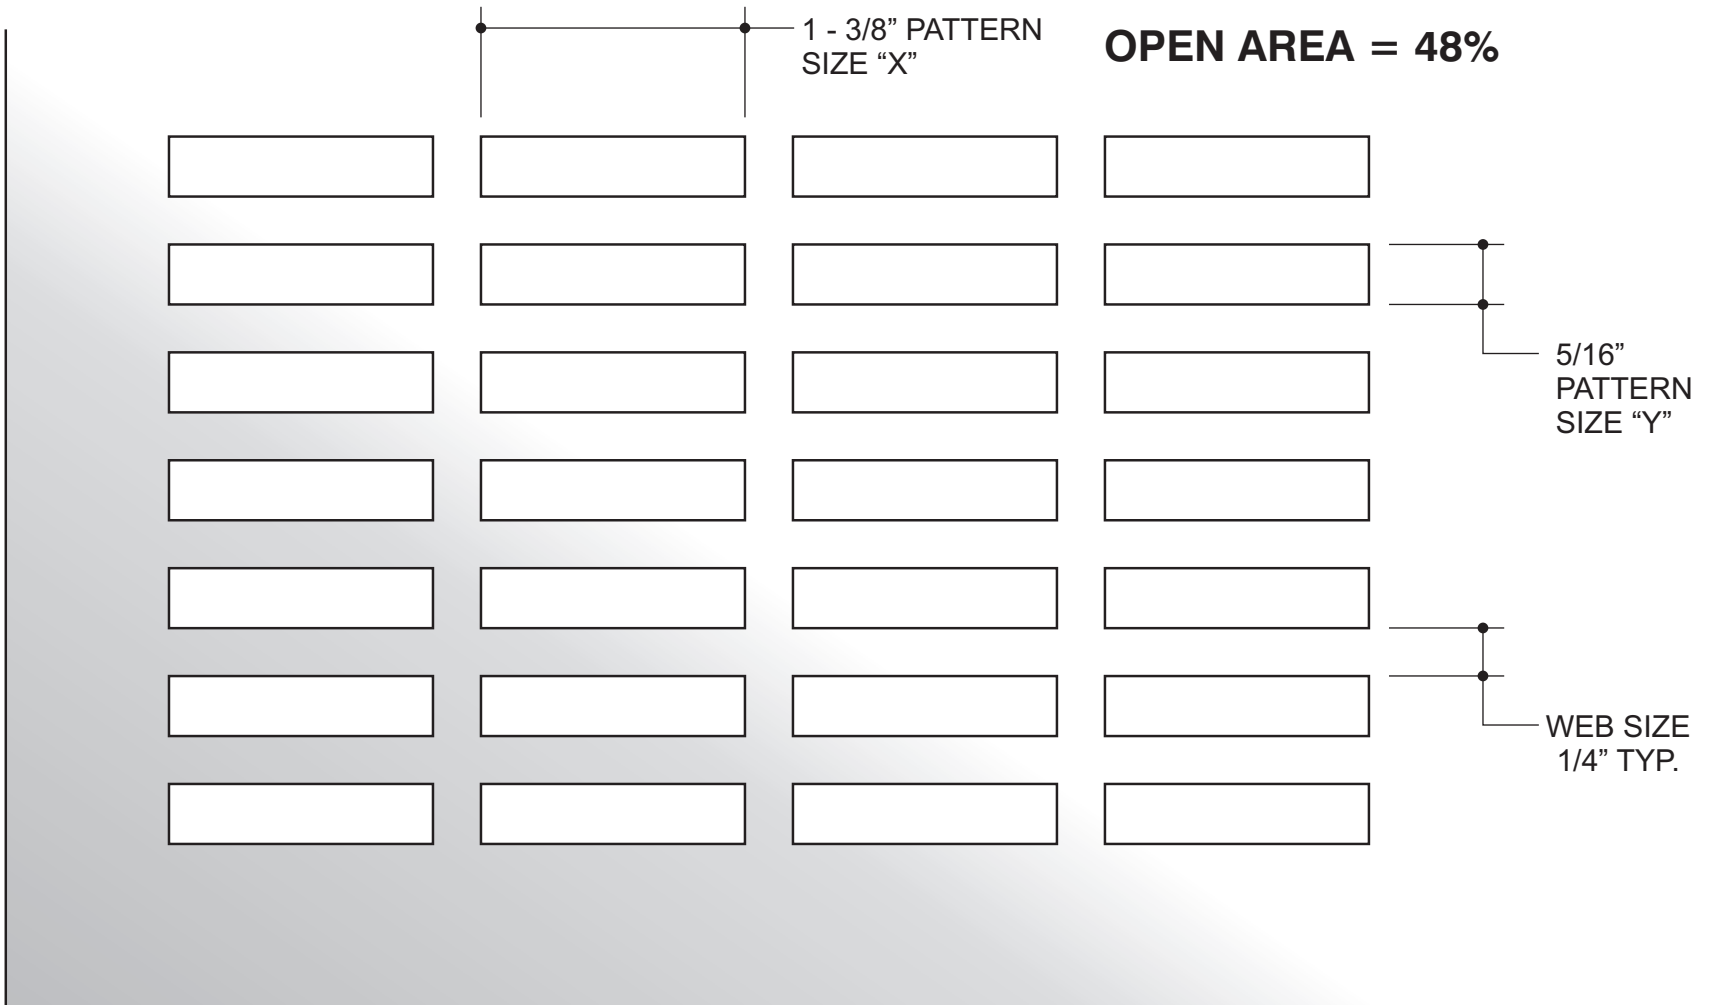 1 - 3/8” PATTERN
SIZE “X”
OPEN AREA = 48%
5/16”
PATTERN
SIZE “Y”
WEB SIZE
1/4” TYP.